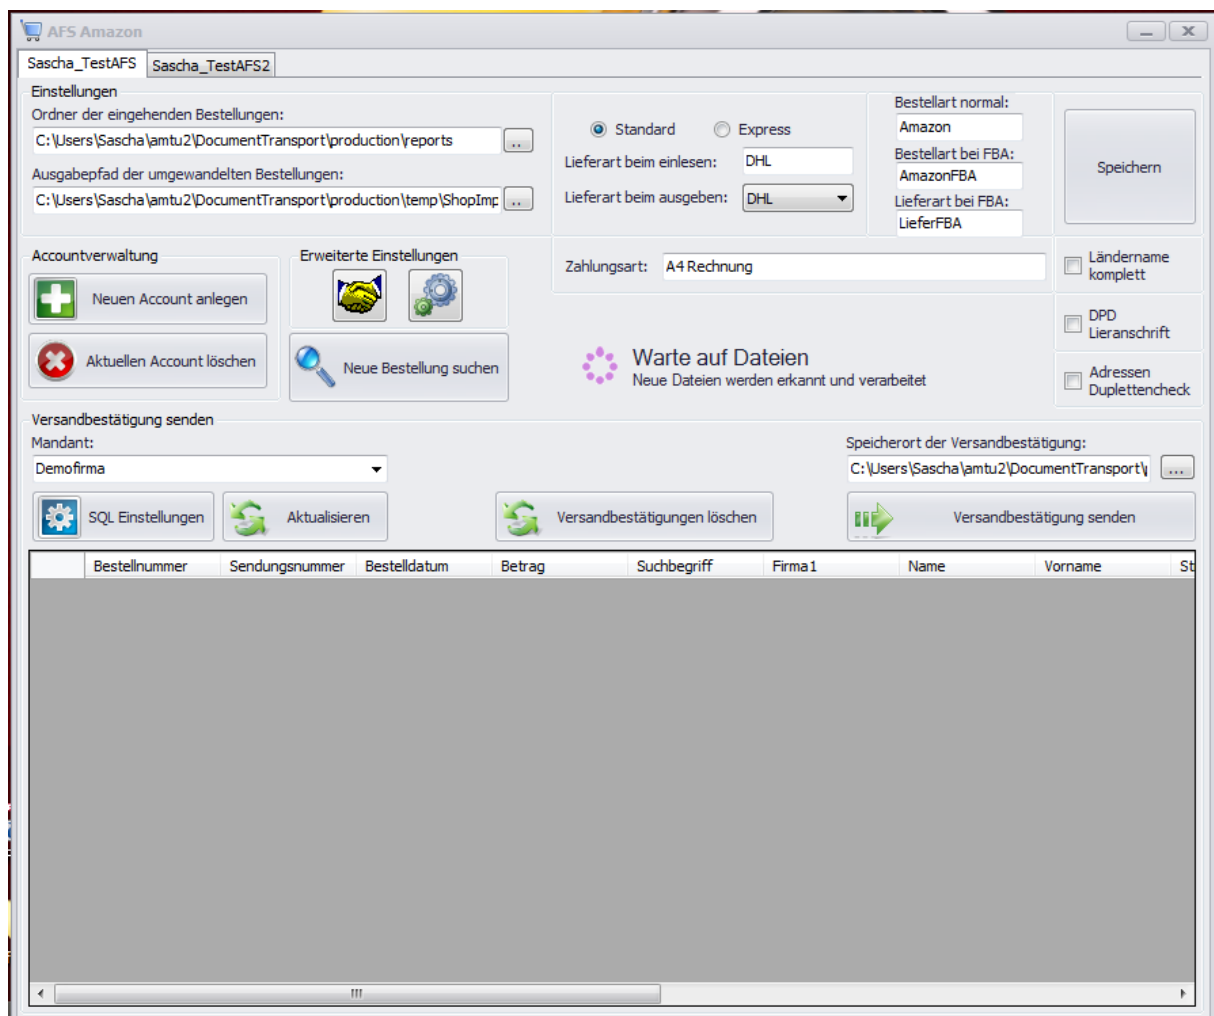 AFS Amazon
Sascha_TestAFS
Sascha_TestAFS2
Einstellungen
Ordner der eingehenden Bestellungen:
C:\Users\Sascha\amtu2\DocumentTransport\production\reports
..
Ausgabepfad der umgewandelten Bestellungen:
C:\Users\Sascha\amtu2\DocumentTransport\production\temp\ShopImp
..
Standard
Express
Lieferart beim einlesen:
DHL
Lieferart beim ausgeben:
DHL
Bestellart normal:
Amazon
Bestellart bei FBA:
AmazonFBA
Lieferart bei FBA:
LieferFBA
Speichern
Accountverwaltung
Neuen Account anlegen
Aktuellen Account löschen
Erweiterte Einstellungen
Neue Bestellung suchen
Zahlungsart:
A4 Rechnung
Warte auf Dateien
Neue Dateien werden erkannt und verarbeitet
Ländername
komplett
DPD
Lieranschrift
Adressen
Duplettencheck
Versandbestätigung senden
Mandant:
Demofirma
Speicherort der Versandbestätigung:
C:\Users\Sascha\amtu2\DocumentTransport\
...
SQL Einstellungen
Aktualisieren
Versandbestätigungen löschen
Versandbestätigung senden
Bestellnummer
Sendungsnummer
Bestelldatum
Betrag
Suchbegriff
Firma1
Name
Vorname
St